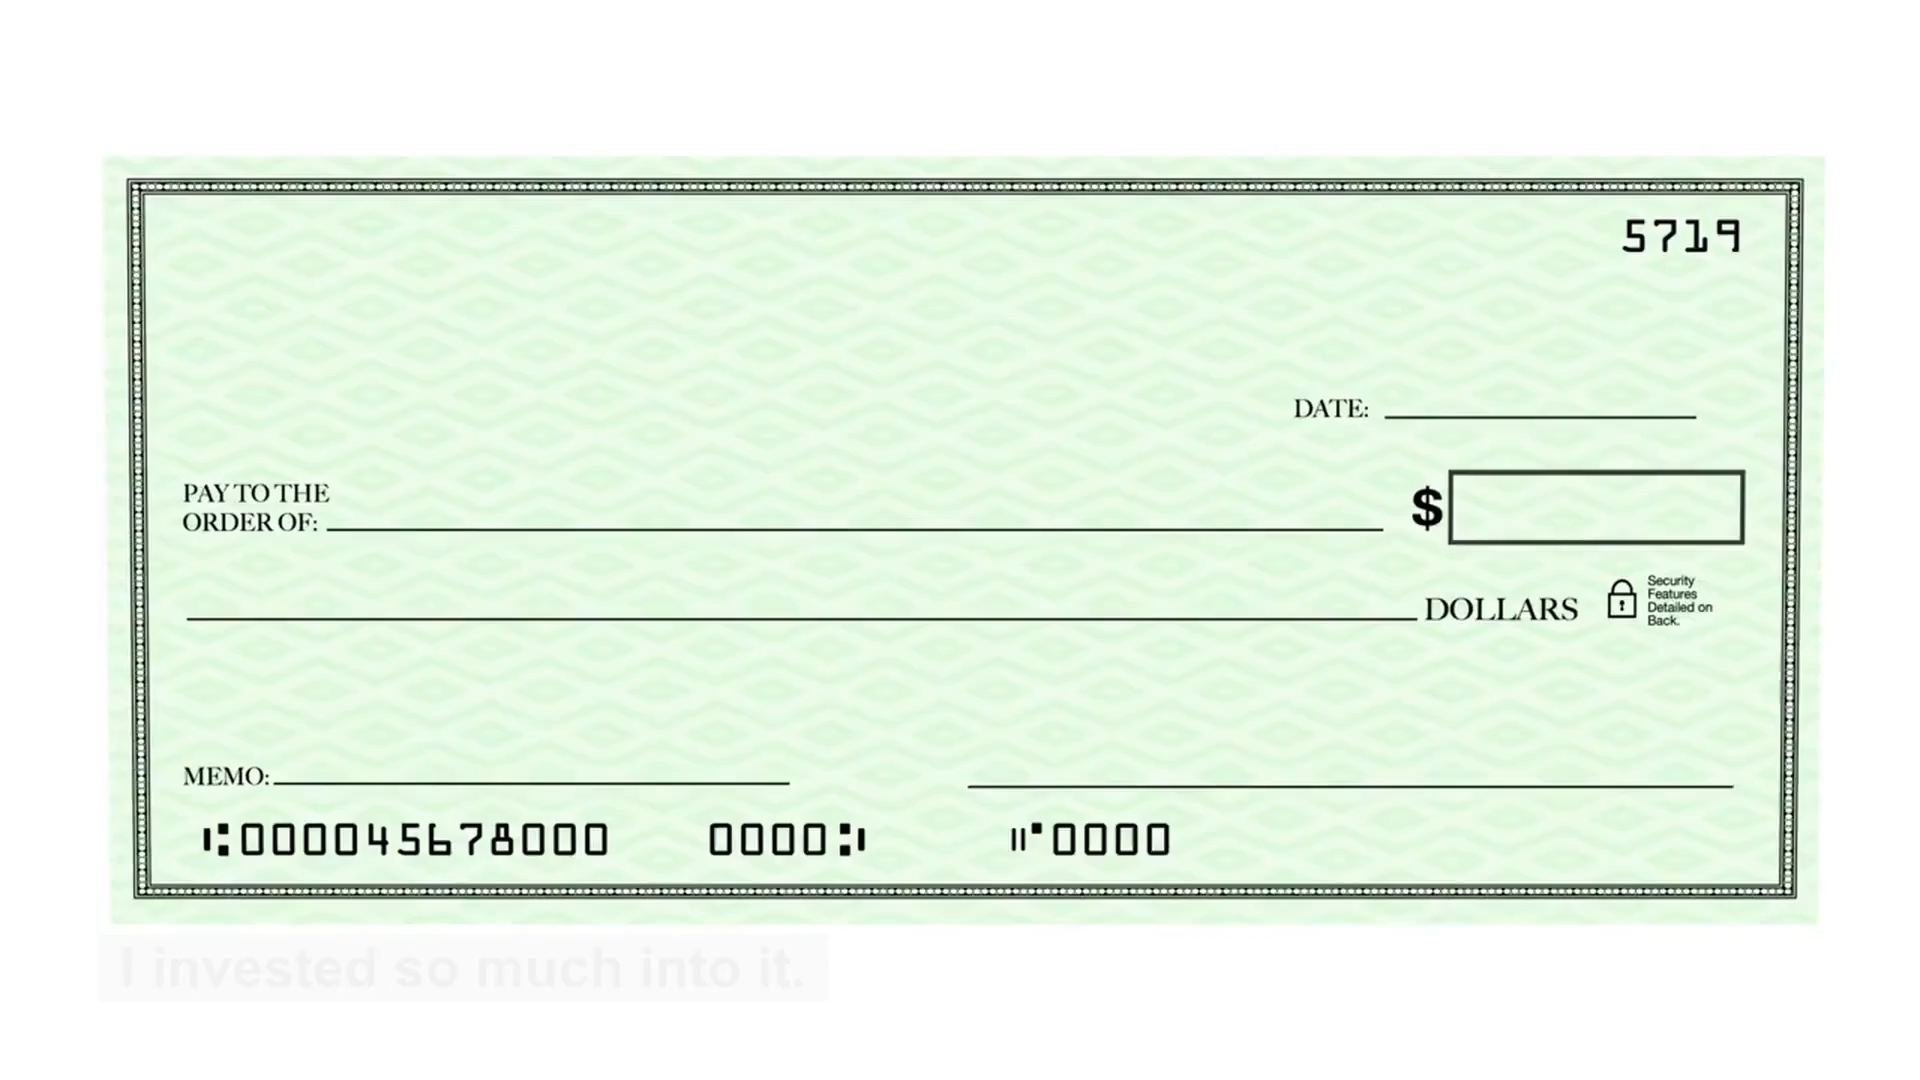 5719
DATE:
PAY TO THE
ORDER OF:
$
DOLLARS
Security
Features
Detailed on
Back.
MEMO:
⑆000045678000 0000⑆ ⑈0000
I invested so much into it.